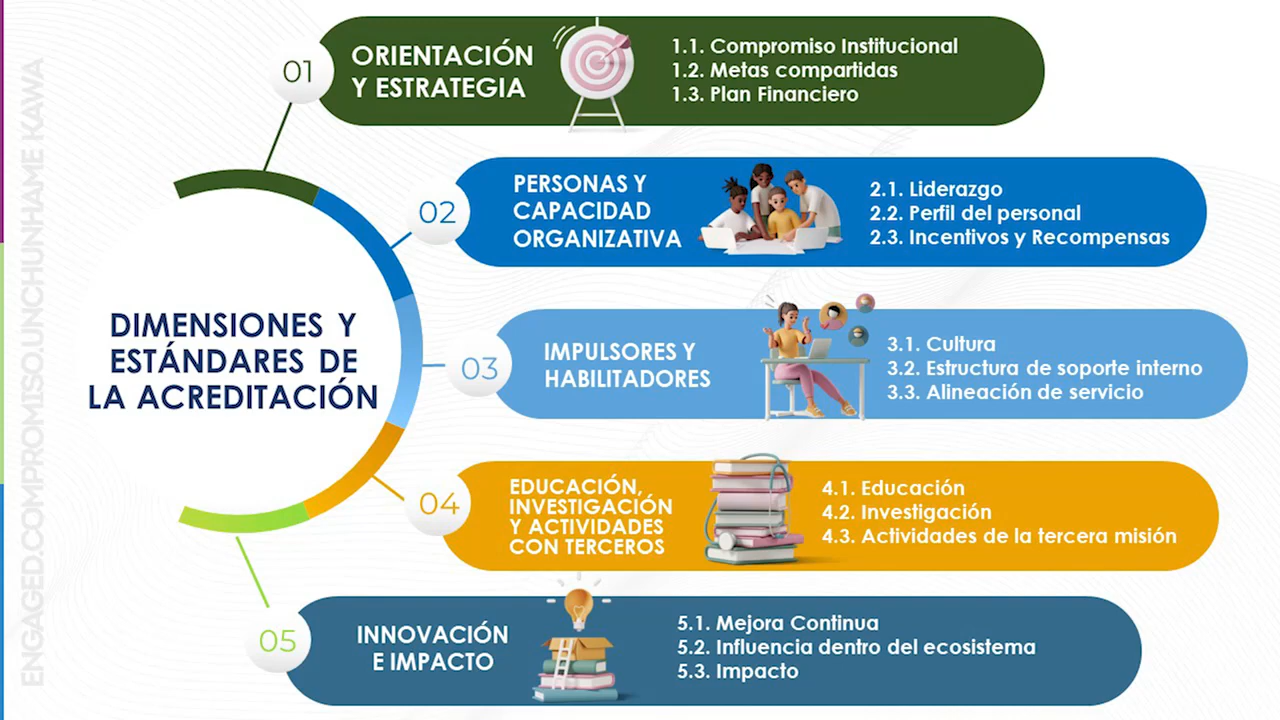 01
ORIENTACIÓN
Y ESTRATEGIA
1.1. Compromiso Institucional
1.2. Metas compartidas
1.3. Plan Financiero
02
PERSONAS Y
CAPACIDAD
ORGANIZATIVA
2.1. Liderazgo
2.2. Perfil del personal
2.3. Incentivos y Recompensas
DIMENSIONES Y
ESTÁNDARES DE
LA ACREDITACIÓN
03
IMPULSORES Y
HABILITADORES
3.1. Cultura
3.2. Estructura de soporte interno
3.3. Alineación de servicio
04
EDUCACIÓN,
INVESTIGACIÓN
Y ACTIVIDADES
CON TERCEROS
4.1. Educación
4.2. Investigación
4.3. Actividades de la tercera misión
05
INNOVACIÓN
E IMPACTO
5.1. Mejora Continua
5.2. Influencia dentro del ecosistema
5.3. Impacto
ENGAGED.COMPROMISO.UNCHUNHAME KAWA